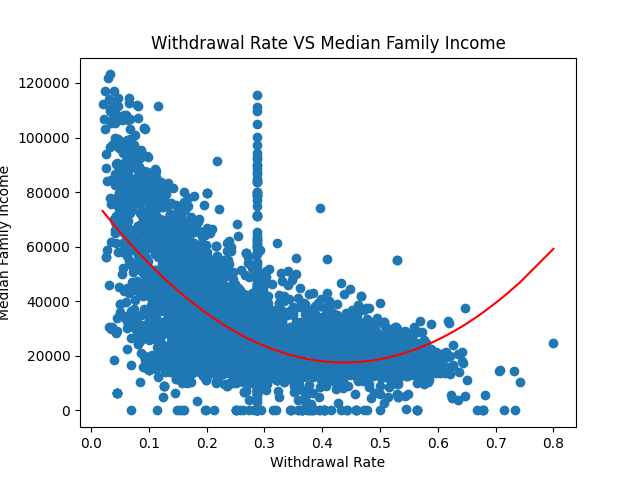 Withdrawal Rate VS Median Family Income
120000
100000
80000
60000
40000
20000
0
Median Family Income
0.0 0.1 0.2 0.3 0.4 0.5 0.6 0.7 0.8
Withdrawal Rate